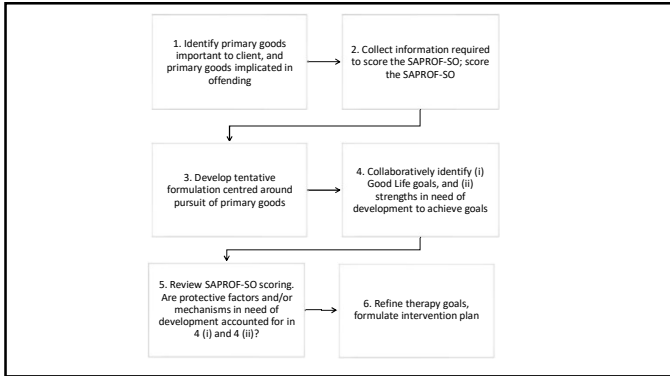 1. Identify primary goods
important to client, and
primary goods implicated in
offending
2. Collect information required
to score the SAPROF-SO; score
the SAPROF-SO
3. Develop tentative
formulation centred around
pursuit of primary goods
4. Collaboratively identify (i)
Good Life goals, and (ii)
strengths in need of
development to achieve goals
5. Review SAPROF-SO scoring.
Are protective factors and/or
mechanisms in need of
development accounted for in
4 (i) and 4 (ii)?
6. Refine therapy goals,
formulate intervention plan